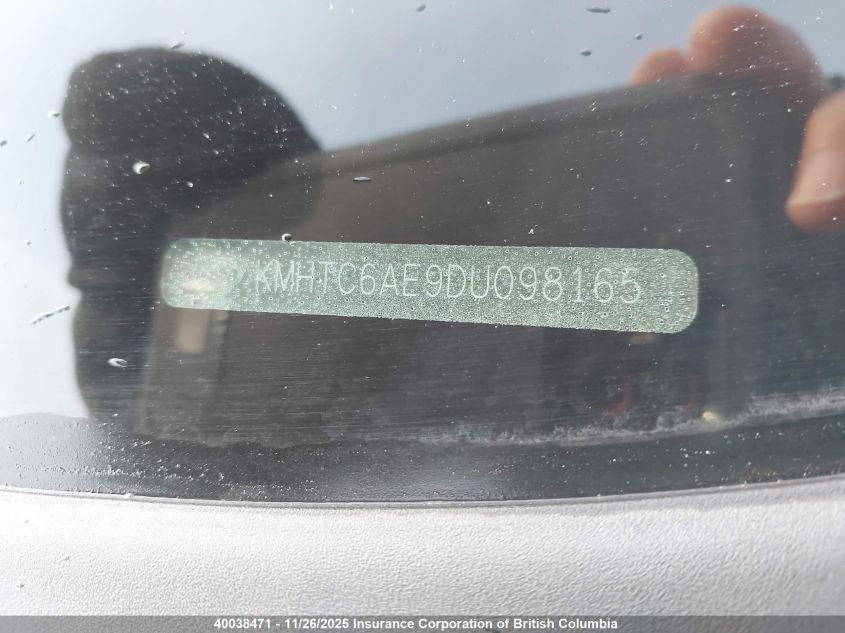 KMHTC6AE9DU098165
40038471 - 11/26/2025 Insurance Corporation of British Columbia